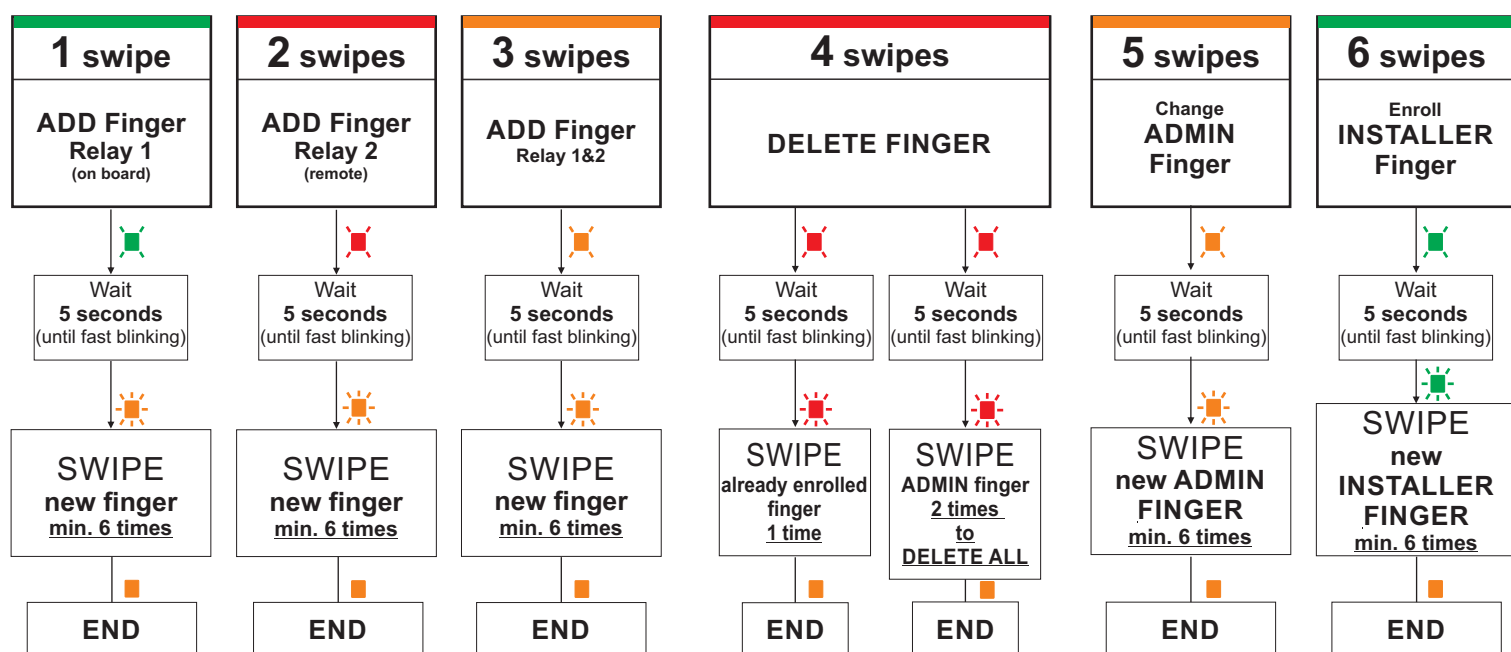 1 swipe
ADD Finger
Relay 1
(on board)
Wait
5 seconds
(until fast blinking)
SWIPE
new finger
min. 6 times
END
2 swipes
ADD Finger
Relay 2
(remote)
Wait
5 seconds
(until fast blinking)
SWIPE
new finger
min. 6 times
END
3 swipes
ADD Finger
Relay 1&2
Wait
5 seconds
(until fast blinking)
SWIPE
new finger
min. 6 times
END
4 swipes
DELETE FINGER
Wait
5 seconds
(until fast blinking)
SWIPE
already enrolled
finger
1 time
END
Wait
5 seconds
(until fast blinking)
SWIPE
ADMIN finger
2 times
to
DELETE ALL
END
5 swipes
Change
ADMIN
Finger
Wait
5 seconds
(until fast blinking)
SWIPE
new ADMIN
FINGER
min. 6 times
END
6 swipes
Enroll
INSTALLER
Finger
Wait
5 seconds
(until fast blinking)
SWIPE
new
INSTALLER
FINGER
min. 6 times
END